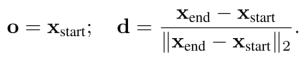 o = x_start;   d = (x_end − x_start) / ‖x_end − x_start‖_2.